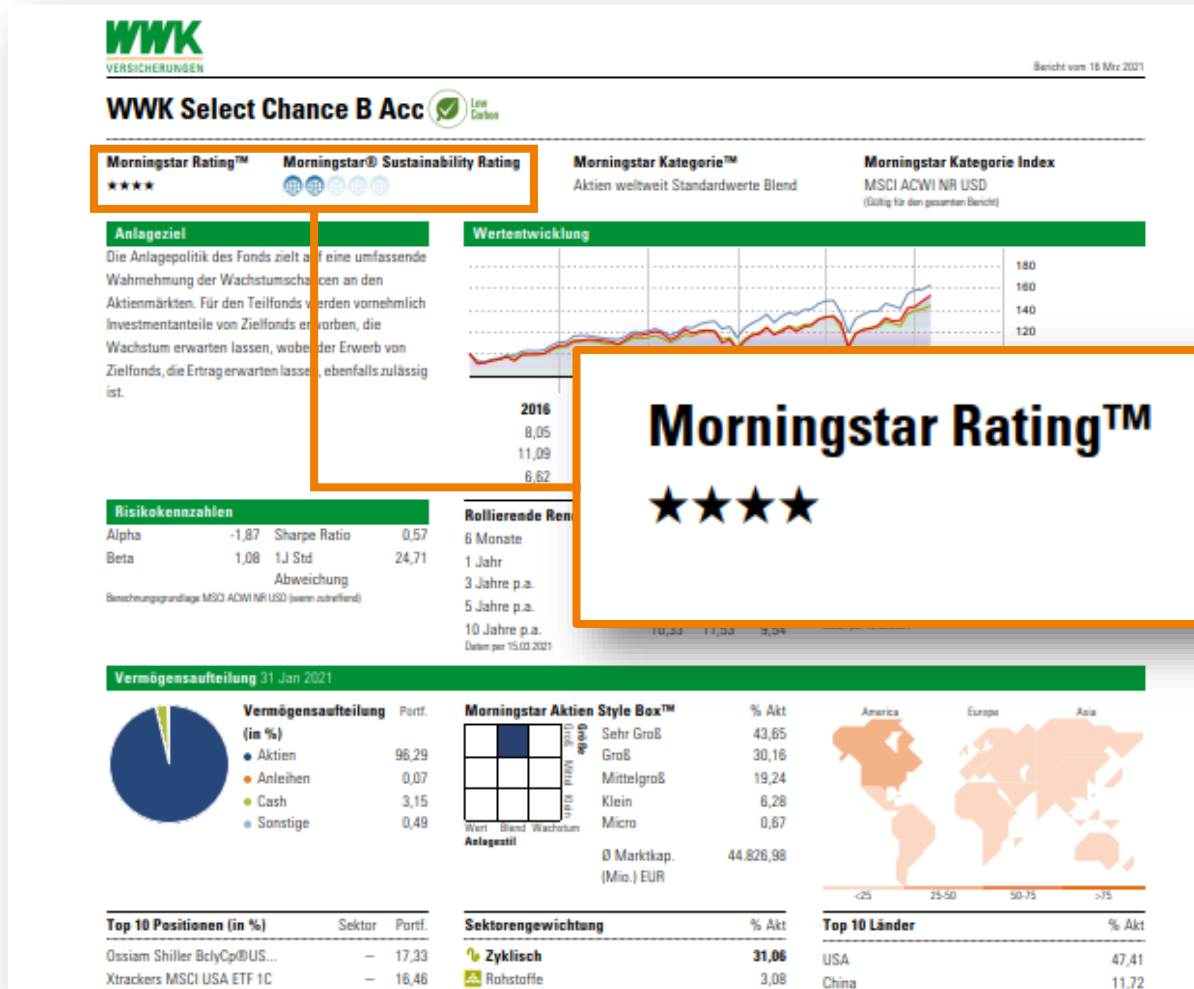 WWK
VERSICHERUNGEN
Bericht vom 16 Mrz 2021
WWK Select Chance B Acc Low Carbon
Morningstar Rating™ Morningstar® Sustainability Rating Morningstar Kategorie™ Morningstar Kategorie Index
★★★★ Aktien weltweit Standardwerte Blend MSCI ACWI NR USD
(Gültig für den gesamten Bericht)
Anlageziel
Die Anlagepolitik des Fonds zielt auf eine umfassende
Wahrnehmung der Wachstumschancen an den
Aktienmärkten. Für den Teilfonds werden vornehmlich
Investmentanteile von Zielfonds erworben, die
Wachstum erwarten lassen, wobei der Erwerb von
Zielfonds, die Ertrag erwarten lassen, ebenfalls zulässig
ist.
Wertentwicklung
180
160
140
120
2016
8,05
11,09
6,62
Morningstar Rating™
★★★★
Risikokennzahlen
Alpha -1,87 Sharpe Ratio 0,57
Beta 1,08 1J Std 24,71
Abweichung
Berechnungsgrundlage MSCI ACWI NR USD (wenn zutreffend)
Rollierende
6 Monate
1 Jahr
3 Jahre p.a.
5 Jahre p.a.
10 Jahre p.a. 10,33 11,53 9,54
Daten per 15.03.2021
Vermögensaufteilung 31 Jan 2021
Vermögensaufteilung Portf.
(in %)
Aktien 96,29
Anleihen 0,07
Cash 3,15
Sonstige 0,49
Morningstar Aktien Style Box™ % Akt
Größe
Groß Mittel Klein
Wert Blend Wachstum
Anlagestil
Sehr Groß 43,65
Groß 30,16
Mittelgroß 19,24
Klein 6,28
Micro 0,67
Ø Marktkap. 44.826,98
(Mio.) EUR
America Europe Asia
<25 25-50 50-75 >75
Top 10 Positionen (in %) Sektor Portf.
Ossiam Shiller BclyCp®US... – 17,33
Xtrackers MSCI USA ETF 1C – 16,46
Sektorengewichtung % Akt
Zyklisch 31,06
Rohstoffe 3,08
Top 10 Länder % Akt
USA 47,41
China 11,72